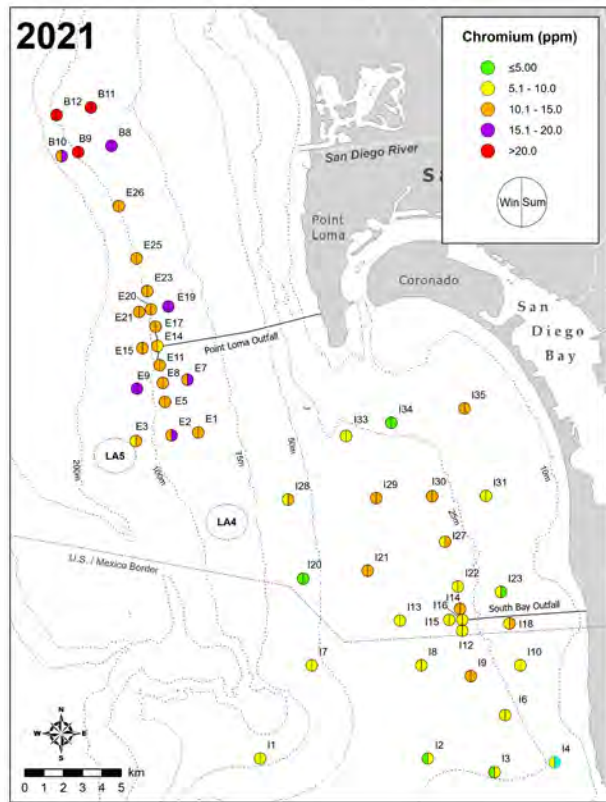 2021
Chromium (ppm)
≤5.00
5.1 - 10.0
10.1 - 15.0
15.1 - 20.0
>20.0
Win Sum
B12
B11
B10
B9
B8
San Diego River
S
Point
Loma
E26
Coronado
E25
San
Diego
Bay
E23
E20
E19
E21
E17
E14
E15
Point Loma Outfall
E11
E9
E8
E7
E5
E3
E2
E1
I33
I34
I35
LA5
200m
100m
75m
50m
25m
10m
I28
I29
I30
I31
LA4
I27
U.S. / Mexico Border
I20
I21
I22
I23
I14
I16
South Bay Outfall
I13
I15
I18
I12
I7
I8
I9
I10
I6
I1
I2
I3
I4
N
W
E
S
0 1 2 3 4 5
km